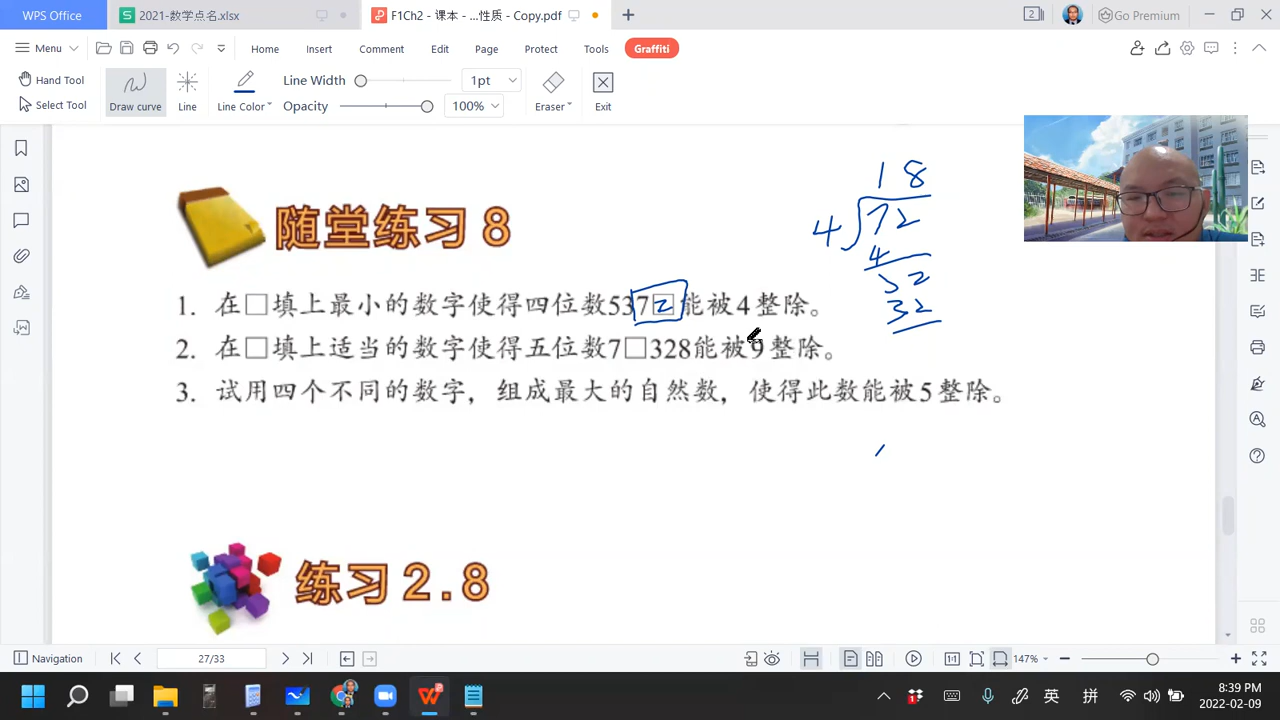 WPS Office
2021-数学点名.xlsx
F1Ch2 - 课本 - ...性质 - Copy.pdf
2
Go Premium
Menu
Home
Insert
Comment
Edit
Page
Protect
Tools
Graffiti
Hand Tool
Select Tool
Draw curve
Line
Line Color
Line Width
1pt
Opacity
100%
Eraser
Exit
随堂练习 8
1. 在□填上最小的数字使得四位数537□能被4整除。
2
2. 在□填上适当的数字使得五位数7□328能被9整除。
3. 试用四个不同的数字，组成最大的自然数，使得此数能被5整除。
18
4 72
4
32
32
练习 2.8
Navigation
27/33
147%
英
拼
8:39 PM
2022-02-09